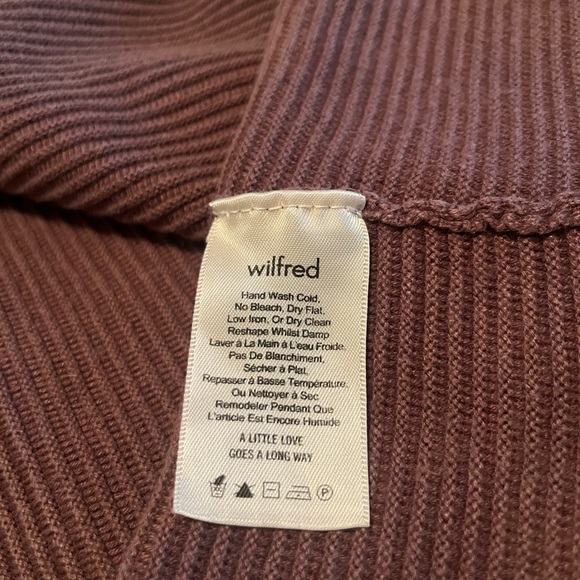 wilfred
Hand Wash Cold,
No Bleach, Dry Flat.
Low Iron, Or Dry Clean
Reshape Whilst Damp
Laver à La Main à L'eau Froide.
Pas De Blanchiment.
Sécher à Plat.
Repasser à Basse Température.
Ou Nettoyer à Sec
Remodeler Pendant Que
L'article Est Encore Humide
A LITTLE LOVE
GOES A LONG WAY
P